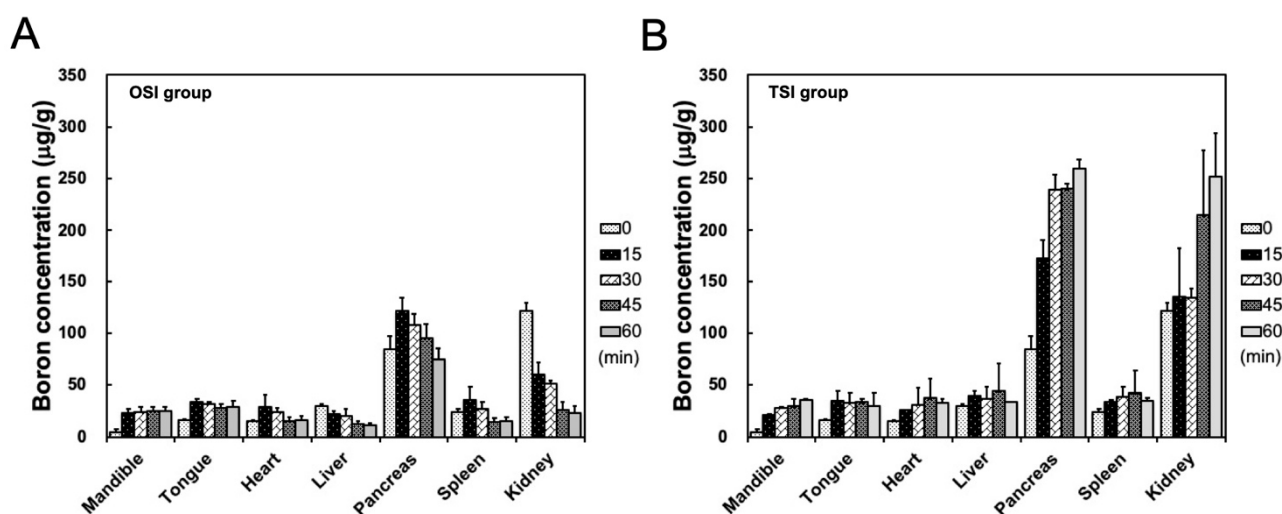 A
OSI group
Boron concentration (µg/g)
350
300
250
200
150
100
50
0
Mandible
Tongue
Heart
Liver
Pancreas
Spleen
Kidney
0
15
30
45
60
(min)
B
TSI group
Boron concentration (µg/g)
350
300
250
200
150
100
50
0
Mandible
Tongue
Heart
Liver
Pancreas
Spleen
Kidney
0
15
30
45
60
(min)